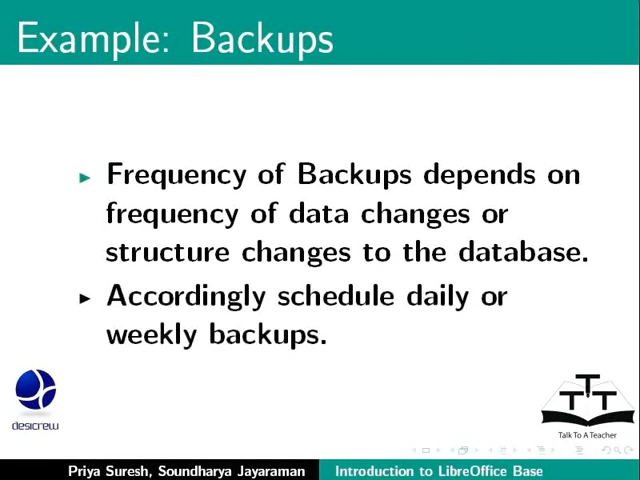 Example: Backups
Frequency of Backups depends on
frequency of data changes or
structure changes to the database.
Accordingly schedule daily or
weekly backups.
desicrew
T T T
Talk To A Teacher
Priya Suresh, Soundharya Jayaraman Introduction to LibreOffice Base